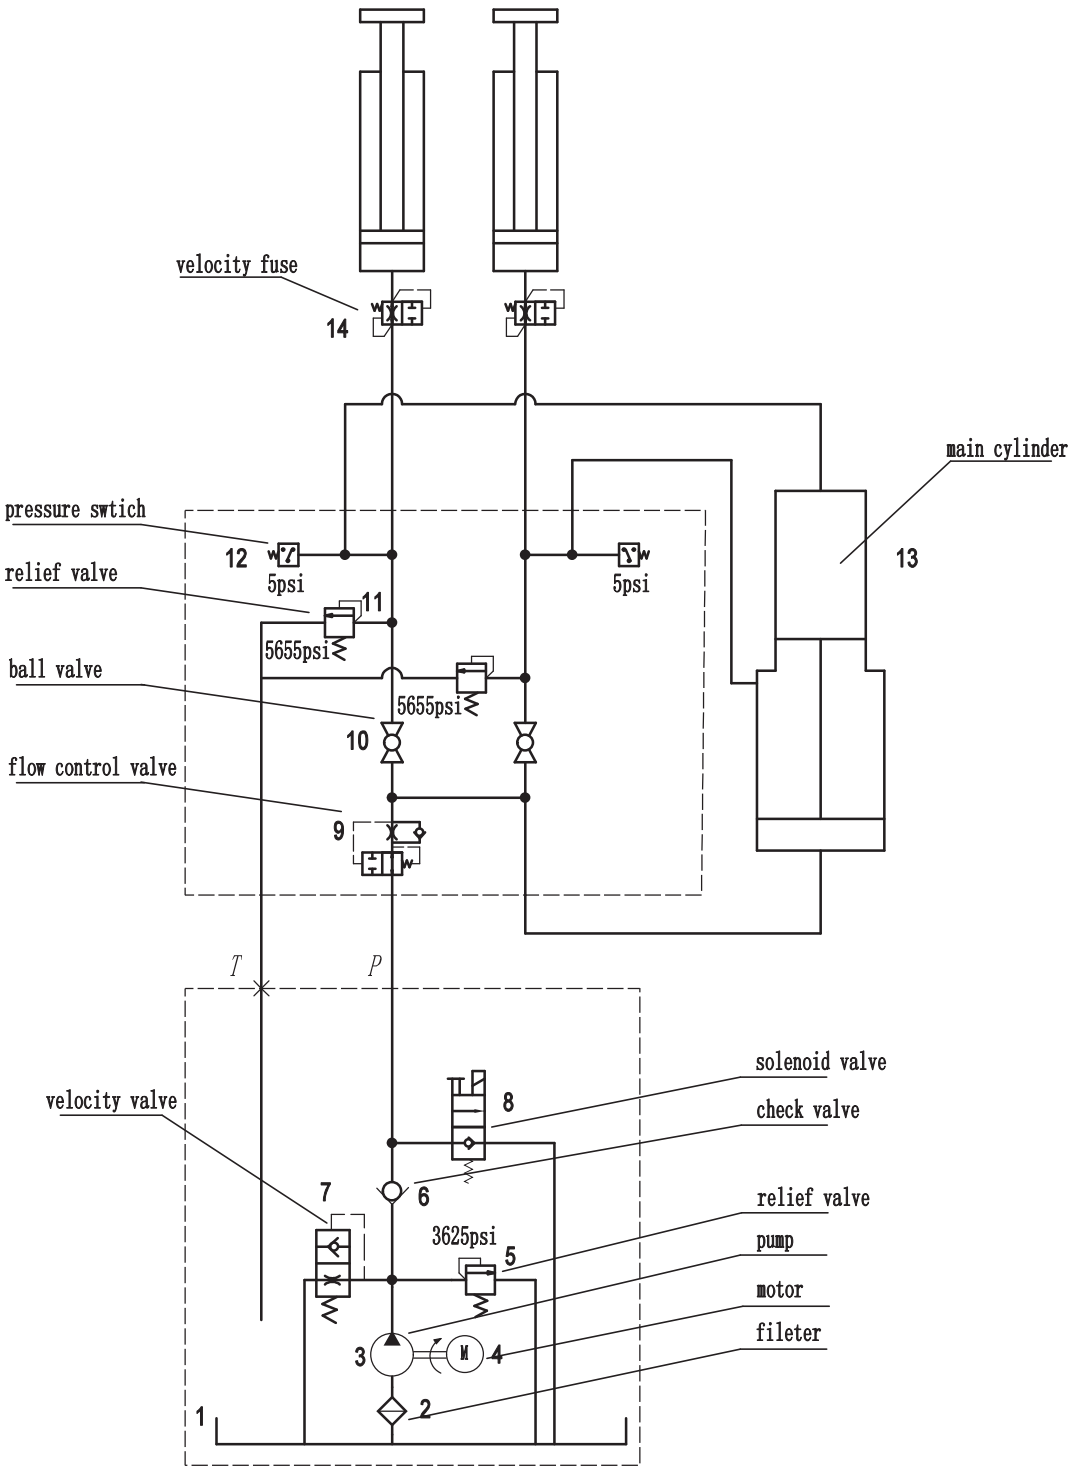 velocity fuse
14
main cylinder
pressure swtich
12
13
5psi
5psi
relief valve
11
5655psi
ball valve
5655psi
10
flow control valve
9
T
P
solenoid valve
8
velocity valve
check valve
7
6
relief valve
3625psi
5
pump
motor
fileter
3
M
4
2
1